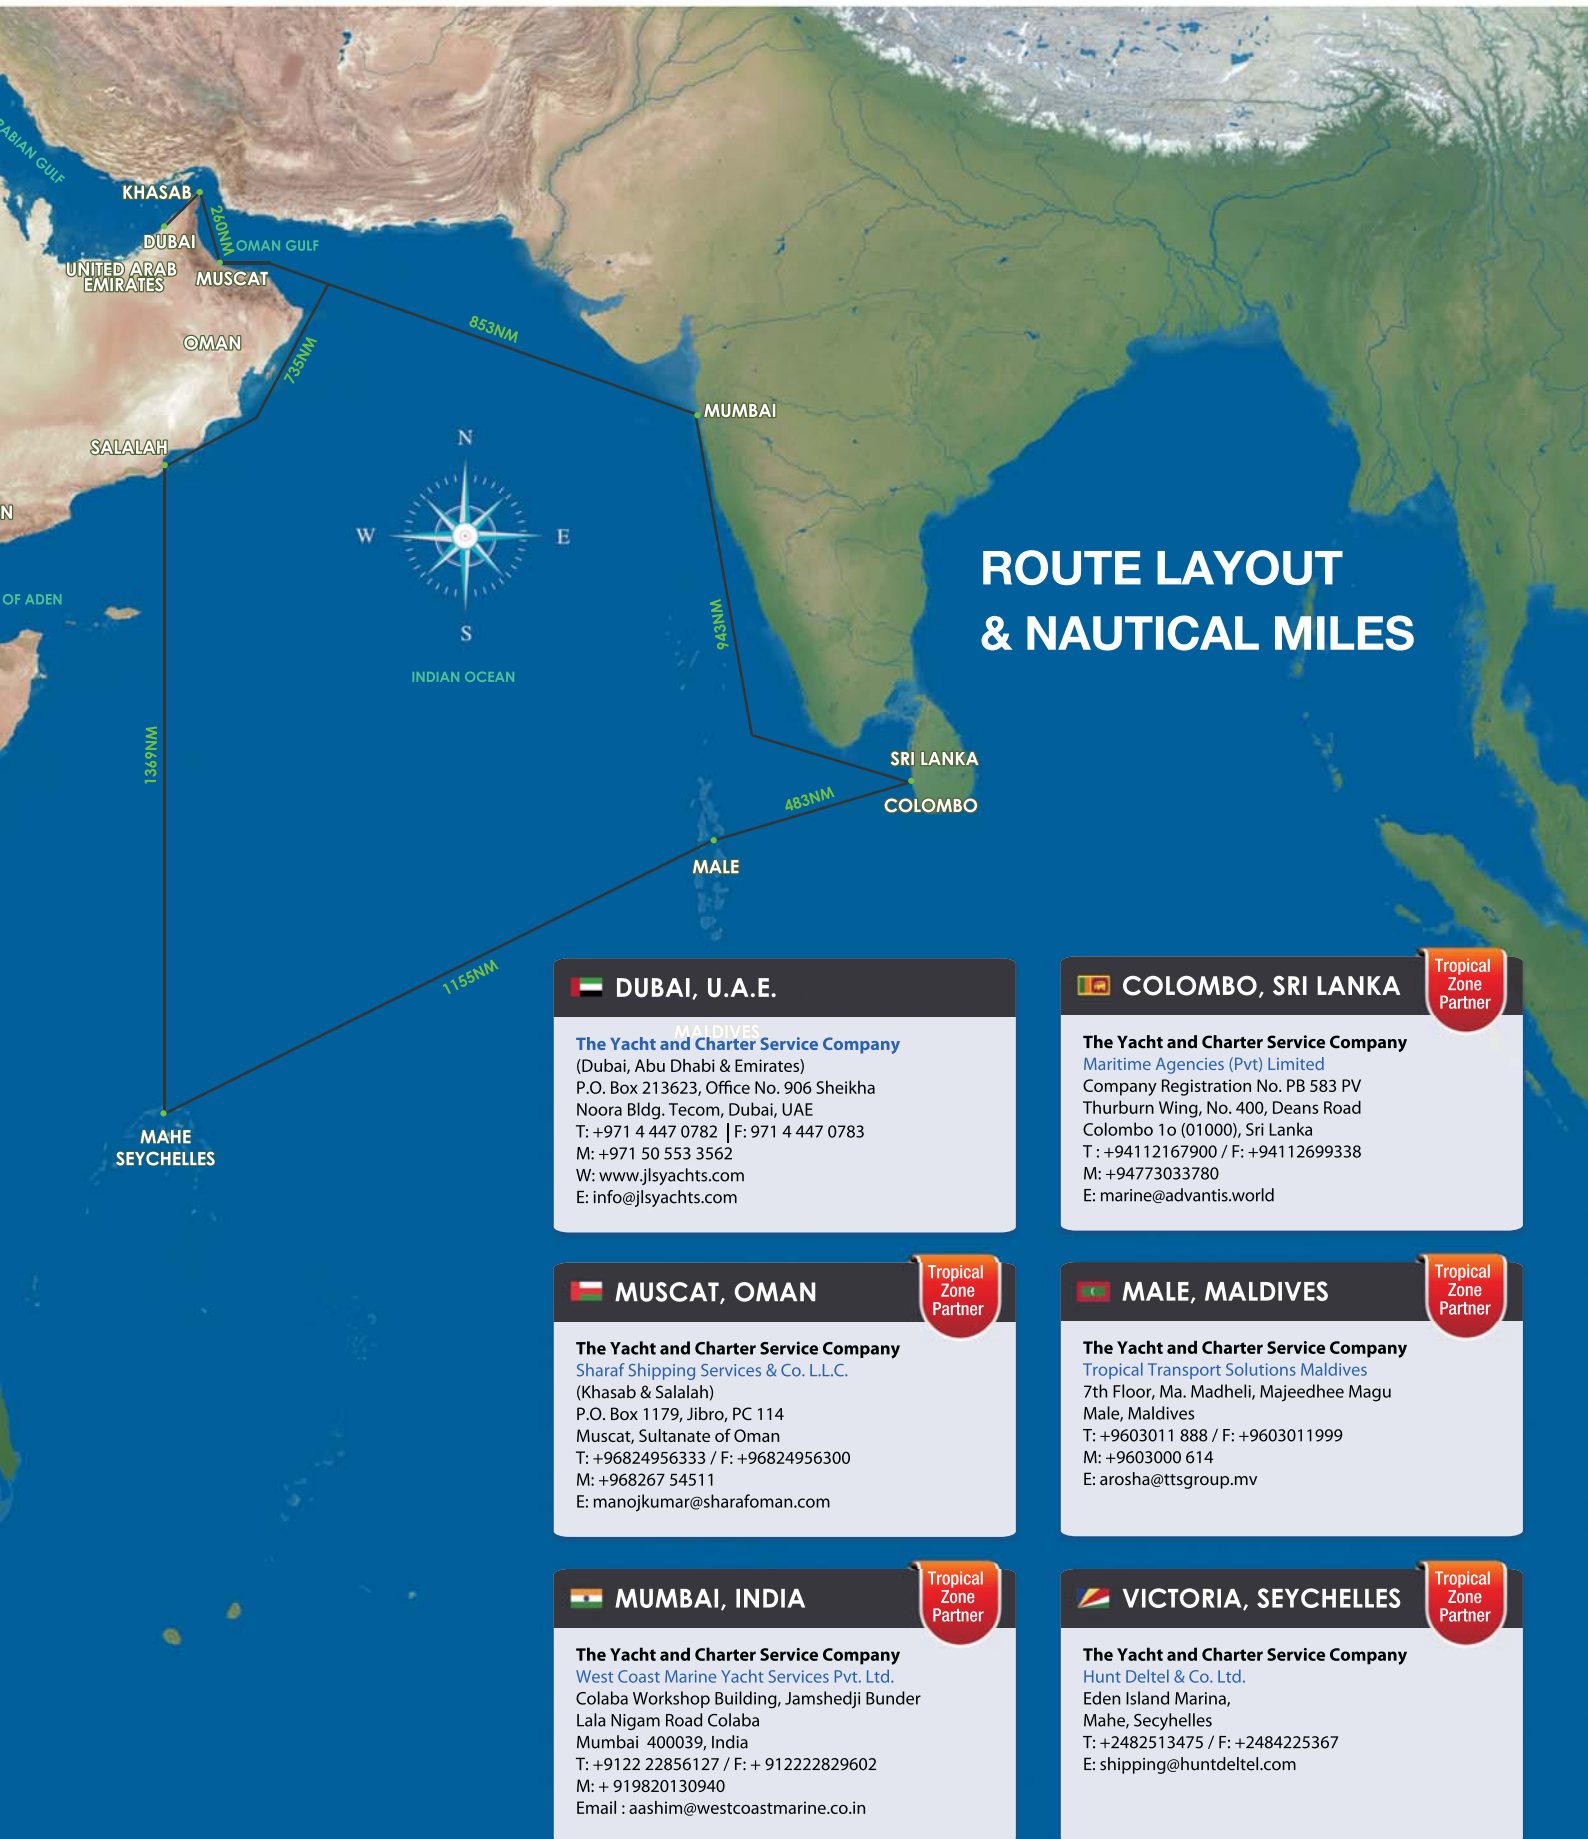 RABIAN GULF
KHASAB
260NM
DUBAI
OMAN GULF
UNITED ARAB
EMIRATES
MUSCAT
853NM
OMAN
735NM
MUMBAI
SALALAH
N
W
E
S
N
OF ADEN
ROUTE LAYOUT
& NAUTICAL MILES
943NM
INDIAN OCEAN
1369NM
SRI LANKA
483NM
COLOMBO
MALE
1155NM
MAHE
SEYCHELLES
DUBAI, U.A.E.
MALDIVES
The Yacht and Charter Service Company
(Dubai, Abu Dhabi & Emirates)
P.O. Box 213623, Office No. 906 Sheikha
Noora Bldg. Tecom, Dubai, UAE
T: +971 4 447 0782 | F: 971 4 447 0783
M: +971 50 553 3562
W: www.jlsyachts.com
E: info@jlsyachts.com
COLOMBO, SRI LANKA
Tropical
Zone
Partner
The Yacht and Charter Service Company
Maritime Agencies (Pvt) Limited
Company Registration No. PB 583 PV
Thurburn Wing, No. 400, Deans Road
Colombo 1o (01000), Sri Lanka
T : +94112167900 / F: +94112699338
M: +94773033780
E: marine@advantis.world
MUSCAT, OMAN
Tropical
Zone
Partner
The Yacht and Charter Service Company
Sharaf Shipping Services & Co. L.L.C.
(Khasab & Salalah)
P.O. Box 1179, Jibro, PC 114
Muscat, Sultanate of Oman
T: +96824956333 / F: +96824956300
M: +968267 54511
E: manojkumar@sharafoman.com
MALE, MALDIVES
Tropical
Zone
Partner
The Yacht and Charter Service Company
Tropical Transport Solutions Maldives
7th Floor, Ma. Madheli, Majeedhee Magu
Male, Maldives
T: +9603011 888 / F: +9603011999
M: +9603000 614
E: arosha@ttsgroup.mv
MUMBAI, INDIA
Tropical
Zone
Partner
The Yacht and Charter Service Company
West Coast Marine Yacht Services Pvt. Ltd.
Colaba Workshop Building, Jamshedji Bunder
Lala Nigam Road Colaba
Mumbai  400039, India
T: +9122 22856127 / F: + 912222829602
M: + 919820130940
Email : aashim@westcoastmarine.co.in
VICTORIA, SEYCHELLES
Tropical
Zone
Partner
The Yacht and Charter Service Company
Hunt Deltel & Co. Ltd.
Eden Island Marina,
Mahe, Secyhelles
T: +2482513475 / F: +2484225367
E: shipping@huntdeltel.com